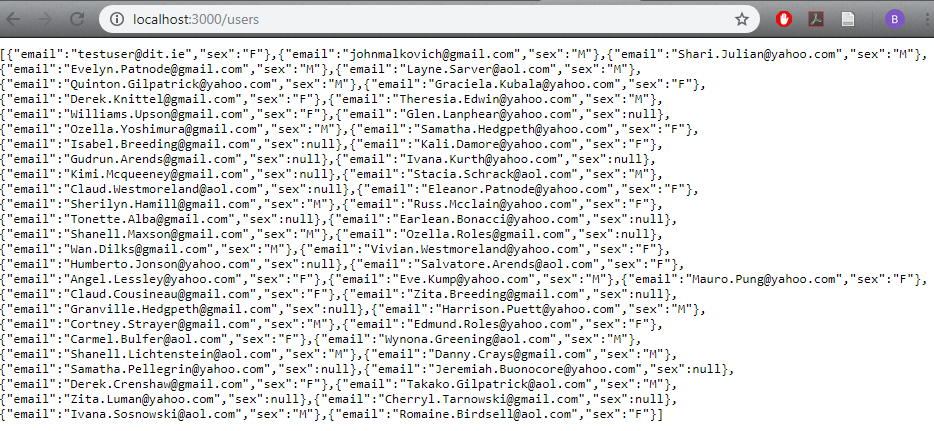 localhost:3000/users
B
[{"email":"testuser@dit.ie","sex":"F"},{"email":"johnmalkovich@gmail.com","sex":"M"},{"email":"Shari.Julian@yahoo.com","sex":"M"},
{"email":"Evelyn.Patnode@gmail.com","sex":"M"},{"email":"Layne.Sarver@aol.com","sex":"M"},
{"email":"Quinton.Gilpatrick@yahoo.com","sex":"M"},{"email":"Graciela.Kubala@yahoo.com","sex":"F"},
{"email":"Derek.Knittel@gmail.com","sex":"F"},{"email":"Theresia.Edwin@yahoo.com","sex":"M"},
{"email":"Williams.Upson@gmail.com","sex":"F"},{"email":"Glen.Lanphear@yahoo.com","sex":null},
{"email":"Ozella.Yoshimura@gmail.com","sex":"M"},{"email":"Samatha.Hedgpeth@yahoo.com","sex":"F"},
{"email":"Isabel.Breeding@gmail.com","sex":null},{"email":"Kali.Damore@yahoo.com","sex":"F"},
{"email":"Gudrun.Arends@gmail.com","sex":null},{"email":"Ivana.Kurth@yahoo.com","sex":null},
{"email":"Kimi.Mcqueeney@gmail.com","sex":null},{"email":"Stacia.Schrack@aol.com","sex":"M"},
{"email":"Claud.Westmoreland@aol.com","sex":null},{"email":"Eleanor.Patnode@yahoo.com","sex":"F"},
{"email":"Sherilyn.Hamill@gmail.com","sex":"M"},{"email":"Russ.Mcclain@yahoo.com","sex":"F"},
{"email":"Tonette.Alba@gmail.com","sex":null},{"email":"Earlean.Bonacci@yahoo.com","sex":null},
{"email":"Shanell.Maxson@gmail.com","sex":"M"},{"email":"Ozella.Roles@gmail.com","sex":"M"},
{"email":"Wan.Dilks@gmail.com","sex":"M"},{"email":"Vivian.Westmoreland@yahoo.com","sex":"F"},
{"email":"Humberto.Jonson@yahoo.com","sex":null},{"email":"Salvatore.Arends@aol.com","sex":"F"},
{"email":"Angel.Lessley@yahoo.com","sex":"F"},{"email":"Eve.Kump@yahoo.com","sex":"M"},{"email":"Mauro.Pung@yahoo.com","sex":"F"},
{"email":"Claud.Cousineau@gmail.com","sex":"F"},{"email":"Zita.Breeding@gmail.com","sex":null},
{"email":"Granville.Hedgpeth@gmail.com","sex":null},{"email":"Harrison.Puett@yahoo.com","sex":"M"},
{"email":"Cortney.Strayer@gmail.com","sex":"M"},{"email":"Edmund.Roles@yahoo.com","sex":"F"},
{"email":"Carmel.Bulfer@aol.com","sex":"F"},{"email":"Wynona.Greening@aol.com","sex":"M"},
{"email":"Shanell.Lichtenstein@aol.com","sex":"M"},{"email":"Danny.Crays@gmail.com","sex":"M"},
{"email":"Samatha.Pellegrin@yahoo.com","sex":null},{"email":"Jeremiah.Buonocore@yahoo.com","sex":null},
{"email":"Derek.Crenshaw@gmail.com","sex":"F"},{"email":"Takako.Gilpatrick@aol.com","sex":"M"},
{"email":"Zita.Luman@yahoo.com","sex":null},{"email":"Cherryl.Tarnowski@gmail.com","sex":null},
{"email":"Ivana.Sosnowski@aol.com","sex":"M"},{"email":"Romaine.Birdsell@aol.com","sex":"F"}]